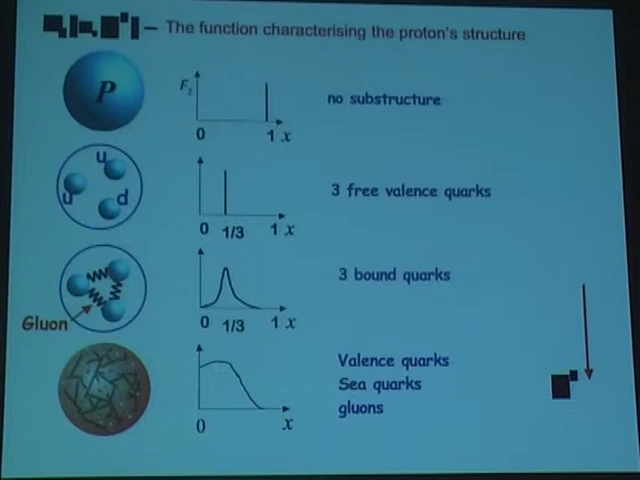 – The function characterising the proton's structure
P
F2
0
1 x
no substructure
u
u
d
0 1/3 1 x
3 free valence quarks
Gluon
0 1/3 1 x
3 bound quarks
0 x
Valence quarks
Sea quarks
gluons